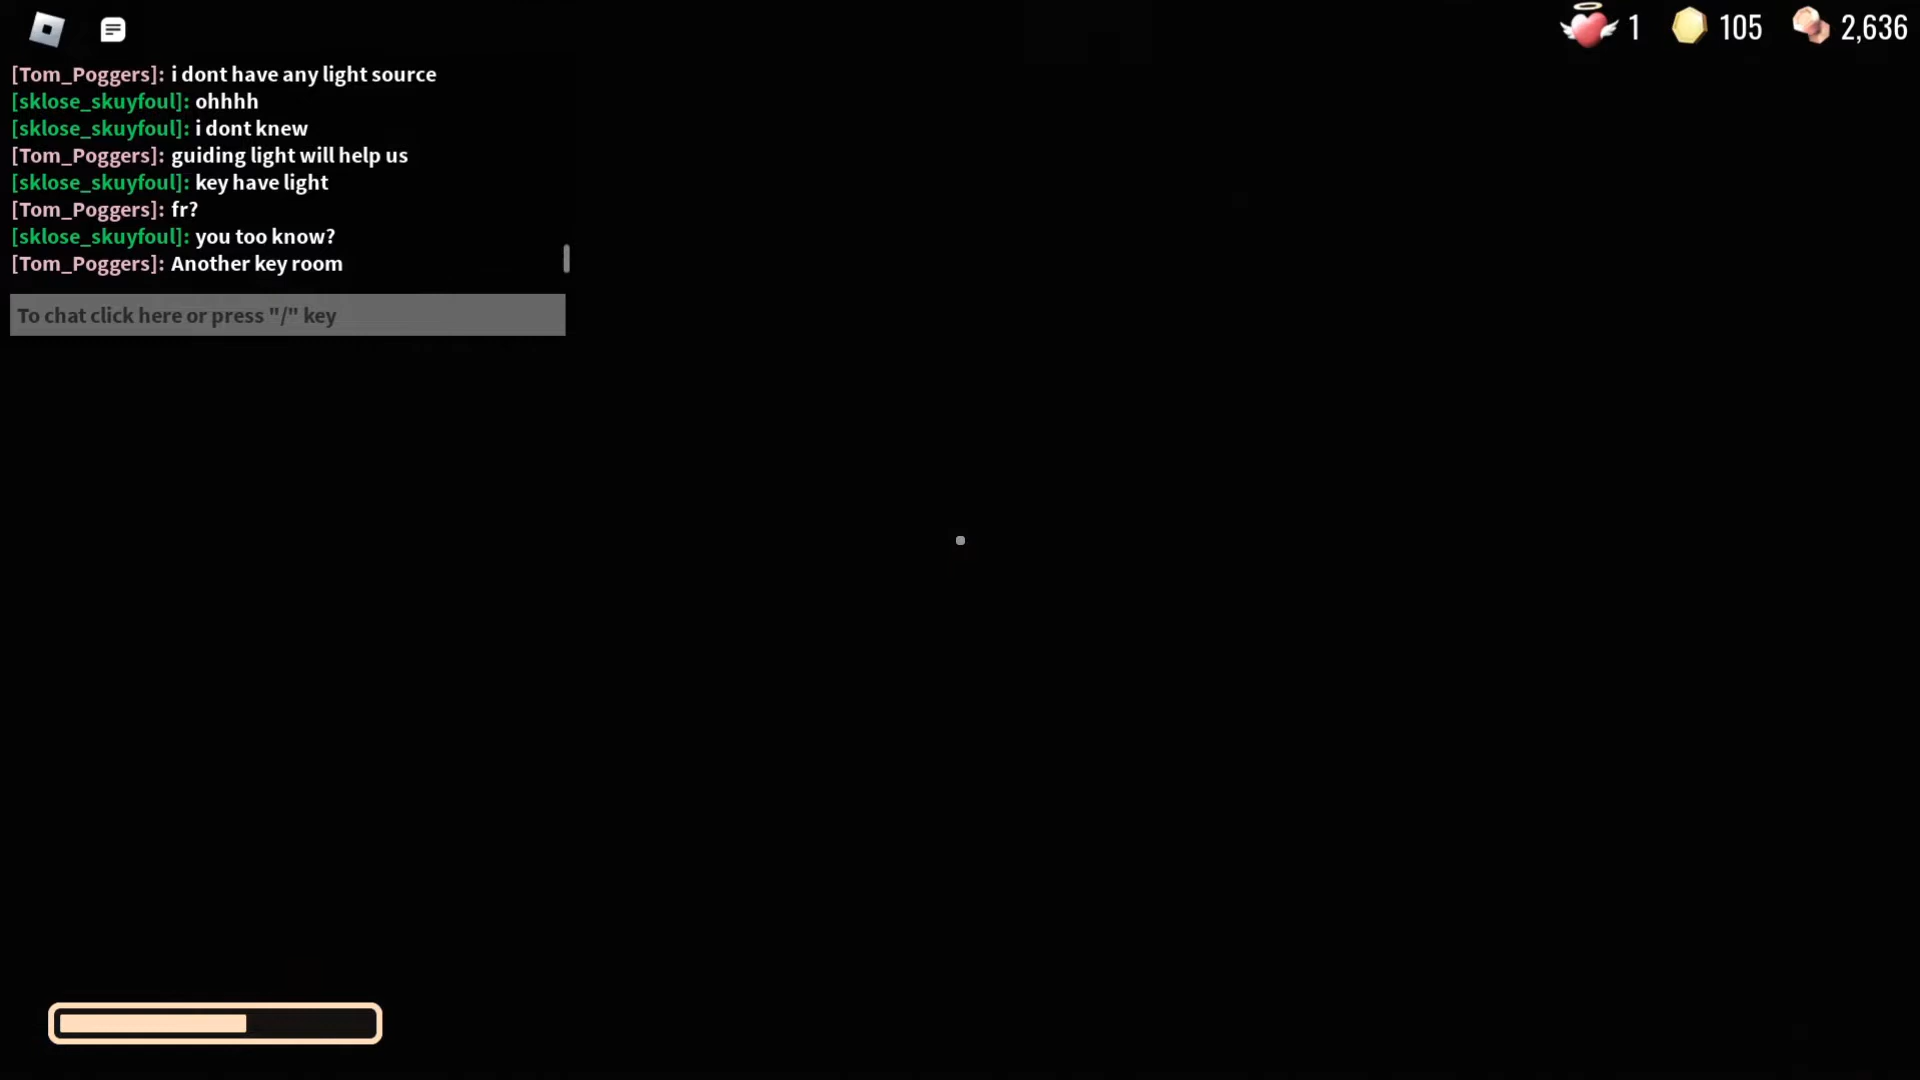 1
105
2,636
[Tom_Poggers]: i dont have any light source
[sklose_skuyfoul]: ohhhh
[sklose_skuyfoul]: i dont knew
[Tom_Poggers]: guiding light will help us
[sklose_skuyfoul]: key have light
[Tom_Poggers]: fr?
[sklose_skuyfoul]: you too know?
[Tom_Poggers]: Another key room
To chat click here or press "/" key